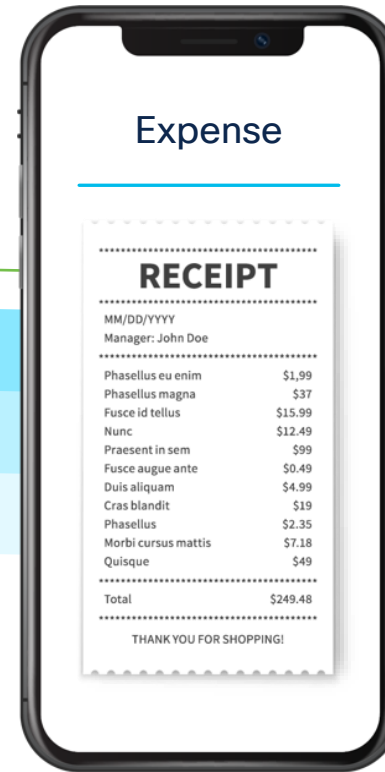 Expense
RECEIPT
MM/DD/YYYY
Manager: John Doe
Phasellus eu enim $1,99
Phasellus magna $37
Fusce id tellus $15.99
Nunc $12.49
Praesent in sem $99
Fusce augue ante $0.49
Duis aliquam $4.99
Cras blandit $19
Phasellus $2.35
Morbi cursus mattis $7.18
Quisque $49
Total $249.48
THANK YOU FOR SHOPPING!